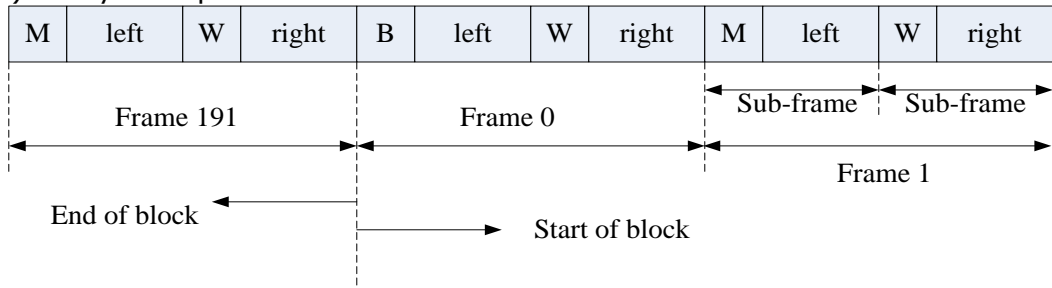 M left W right B left W right M left W right
Sub-frame Sub-frame
Frame 191 Frame 0
Frame 1
End of block Start of block